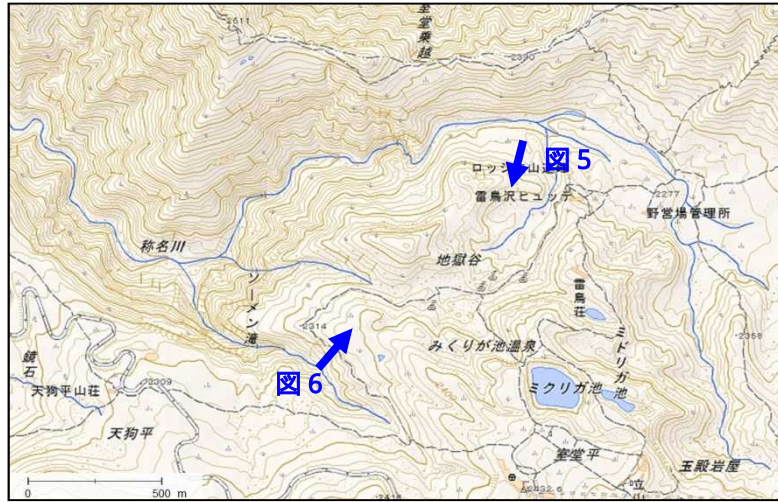 2611
室堂乗越
2390
図 5
ロッジ立山連峰
雷鳥沢ヒュッテ
2277
野営場管理所
称名川
地獄谷
ソーメン滝
雷鳥荘
2314
2358
鏡石
みくりが池温泉
ミドリガ池
図 6
天狗平山荘
2309
ミクリガ池
天狗平
室堂平
玉殿岩屋
0
500 m
2432.6
立山